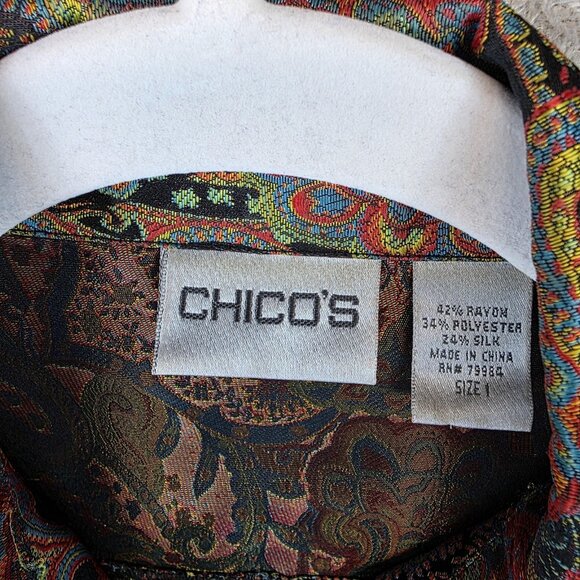 CHICO'S
42% RAYON
34% POLYESTER
24% SILK
MADE IN CHINA
RN# 79984
SIZE 1